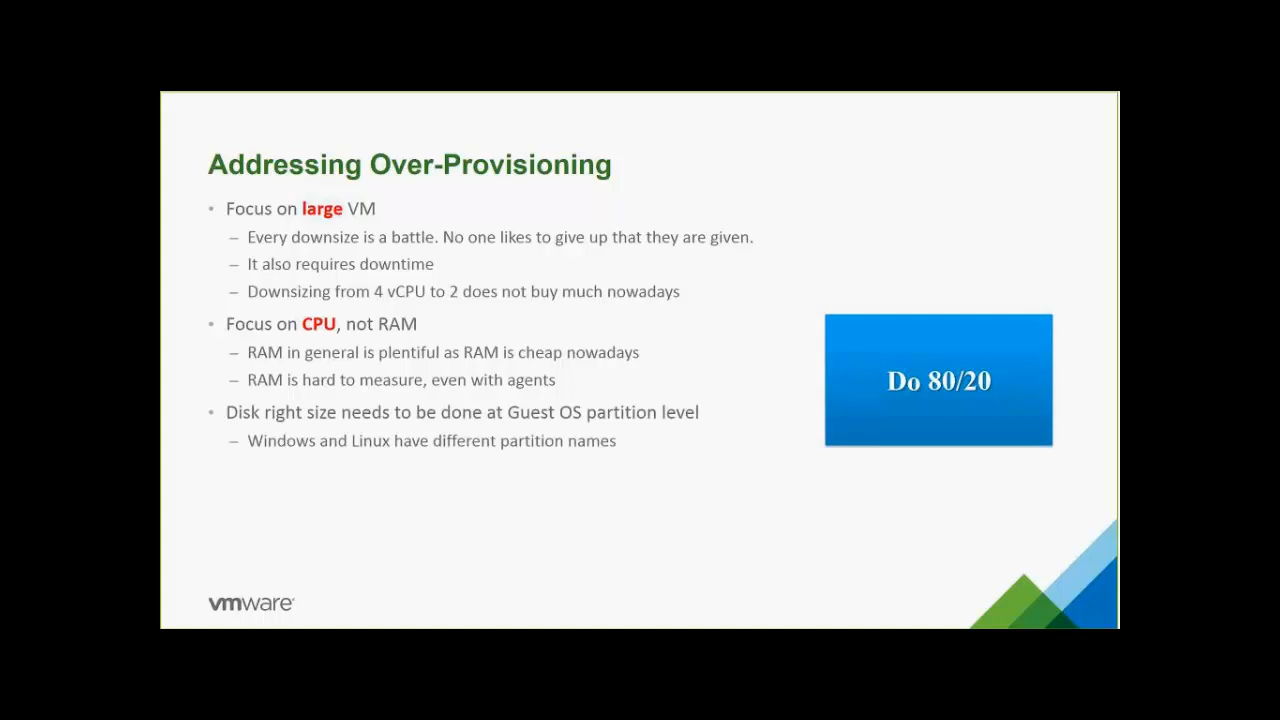 Addressing Over-Provisioning
• Focus on large VM
– Every downsize is a battle. No one likes to give up that they are given.
– It also requires downtime
– Downsizing from 4 vCPU to 2 does not buy much nowadays
• Focus on CPU, not RAM
– RAM in general is plentiful as RAM is cheap nowadays
– RAM is hard to measure, even with agents
• Disk right size needs to be done at Guest OS partition level
– Windows and Linux have different partition names
Do 80/20
vmware